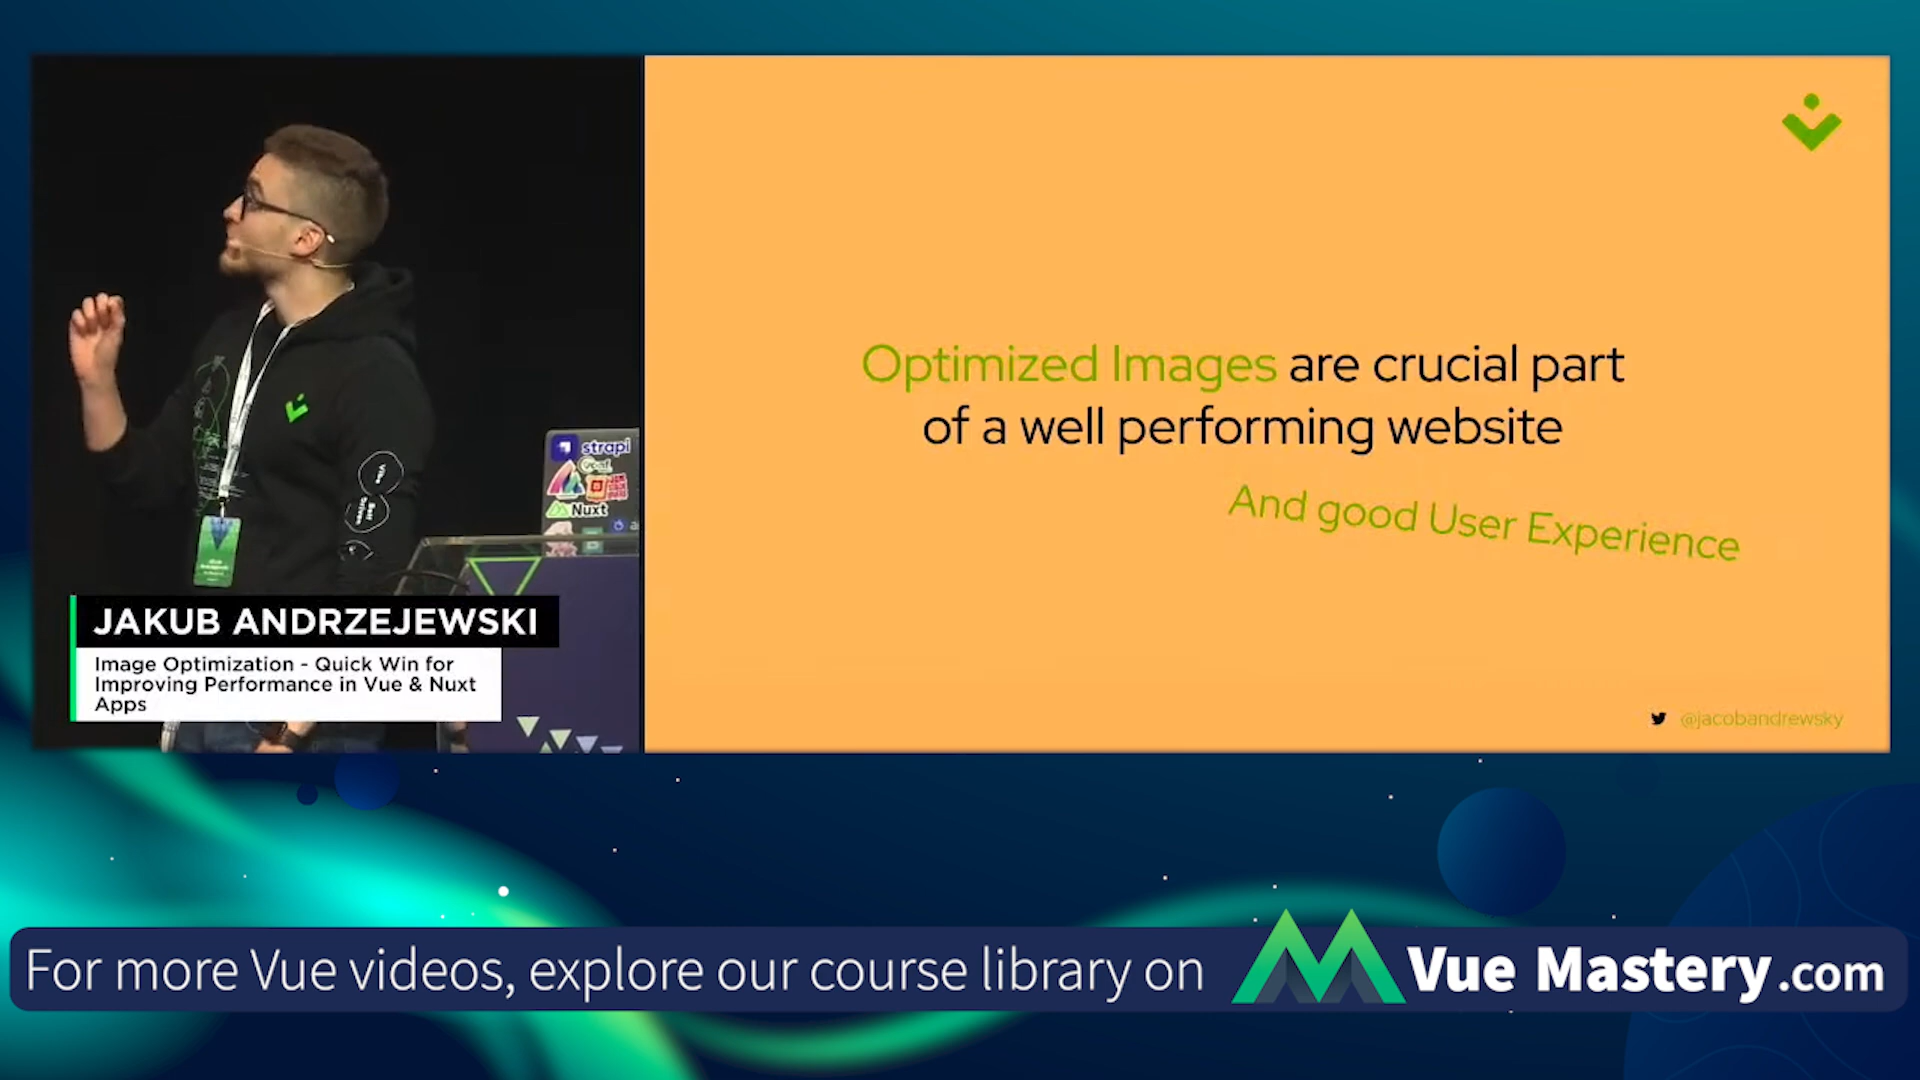 strapi
Nuxt
JAKUB ANDRZEJEWSKI
Image Optimization - Quick Win for
Improving Performance in Vue & Nuxt
Apps
Optimized Images are crucial part
of a well performing website
And good User Experience
@jacobandrewsky
For more Vue videos, explore our course library on
Vue Mastery.com